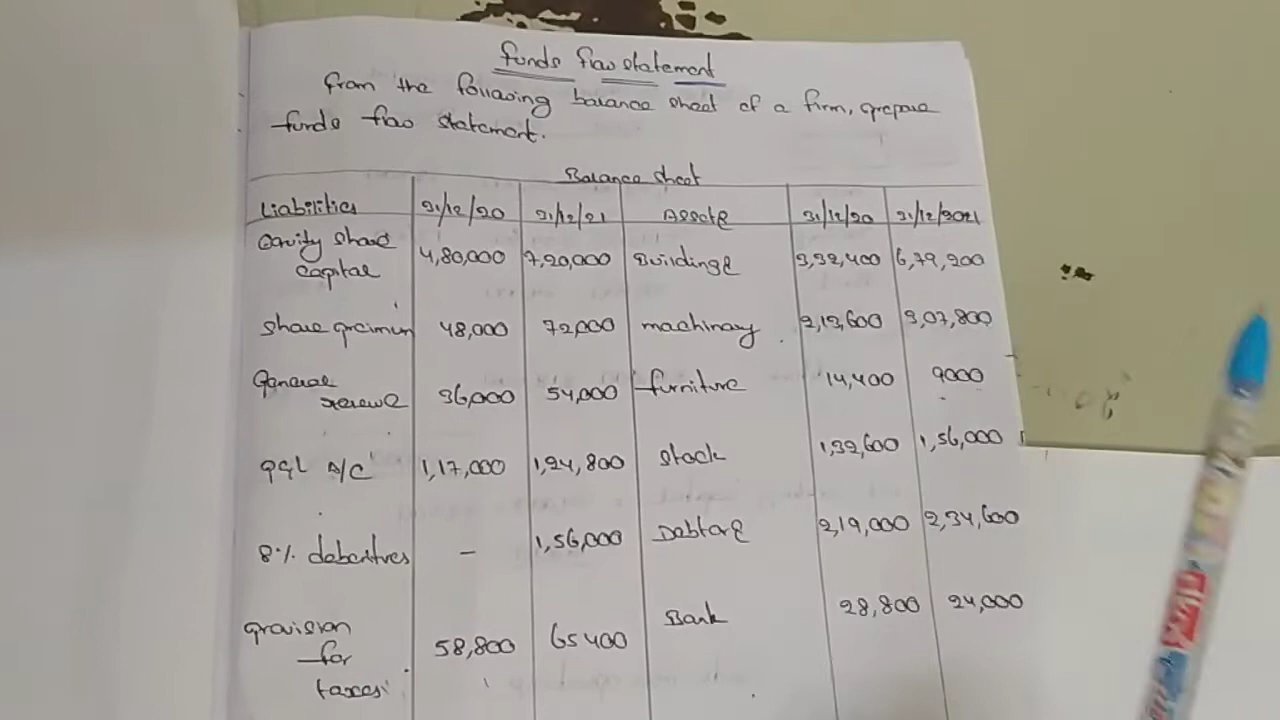 Funds flow statement
From the following balance sheet of a firm, prepare
funds flow statement.
Balance sheet
Liabilities 31/12/20 31/12/21 Assets 31/12/20 31/12/2021
Equity share
capital 4,80,000 7,20,000 Buildings 3,32,400 6,79,200
Share premium 48,000 72,000 machinary 2,13,600 3,07,800
General
reserve 36,000 54,000 furniture 14,400 9000
P&L A/C 1,17,000 1,24,800 stock 1,32,600 1,56,000
8% debentures - 1,56,000 Debtors 2,19,000 2,34,600
provision
for
taxes 58,800 65400 Bank 28,800 24,000